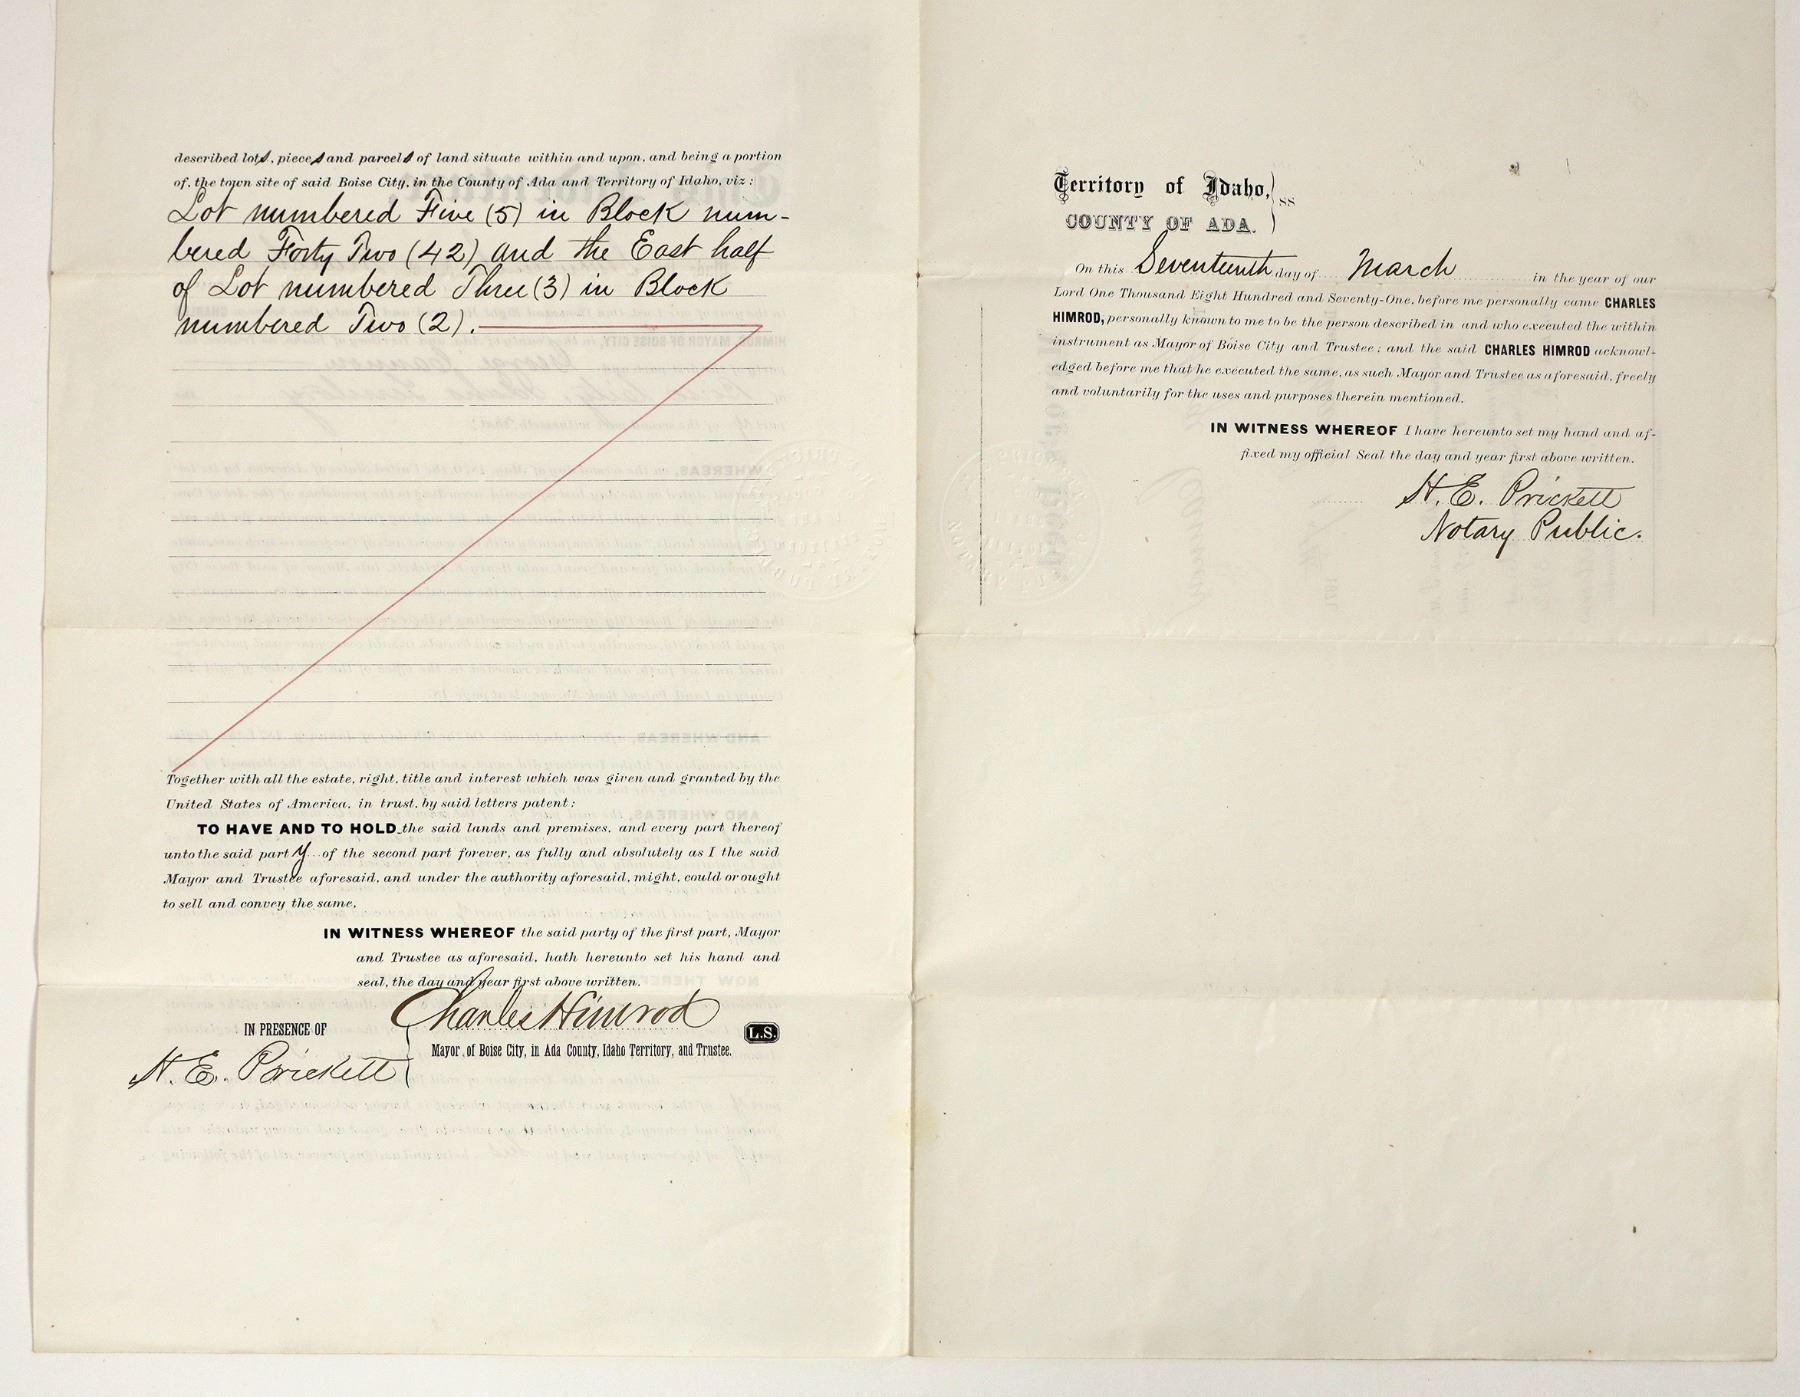 described lots, pieces and parcels of land situate within and upon, and being a portion
of, the town site of said Boise City, in the County of Ada and Territory of Idaho, viz:
Lot numbered Five (5) in Block num-
bered Forty Two (42) and the East half
of Lot numbered Three (3) in Block
numbered Two (2).
Together with all the estate, right, title and interest which was given and granted by the
United States of America, in trust, by said letters patent:
TO HAVE AND TO HOLD the said lands and premises, and every part thereof
unto the said part y of the second part forever, as fully and absolutely as I the said
Mayor and Trustee aforesaid, and under the authority aforesaid, might, could or ought
to sell and convey the same.
IN WITNESS WHEREOF the said party of the first part, Mayor
and Trustee as aforesaid, hath hereunto set his hand and
seal, the day and year first above written.
Charles Himrod
L.S.
IN PRESENCE OF
Mayor of Boise City, in Ada County, Idaho Territory, and Trustee.
H. E. Prickett
Territory of Idaho, ss
COUNTY OF ADA.
On this Seventeenth day of March in the year of our
Lord One Thousand Eight Hundred and Seventy-One, before me personally came CHARLES
HIMROD, personally known to me to be the person described in and who executed the within
instrument as Mayor of Boise City and Trustee; and the said CHARLES HIMROD acknowl-
edged before me that he executed the same, as such Mayor and Trustee as aforesaid, freely
and voluntarily for the uses and purposes therein mentioned.
IN WITNESS WHEREOF I have hereunto set my hand and af-
fixed my official Seal the day and year first above written.
H. E. Prickett
Notary Public.